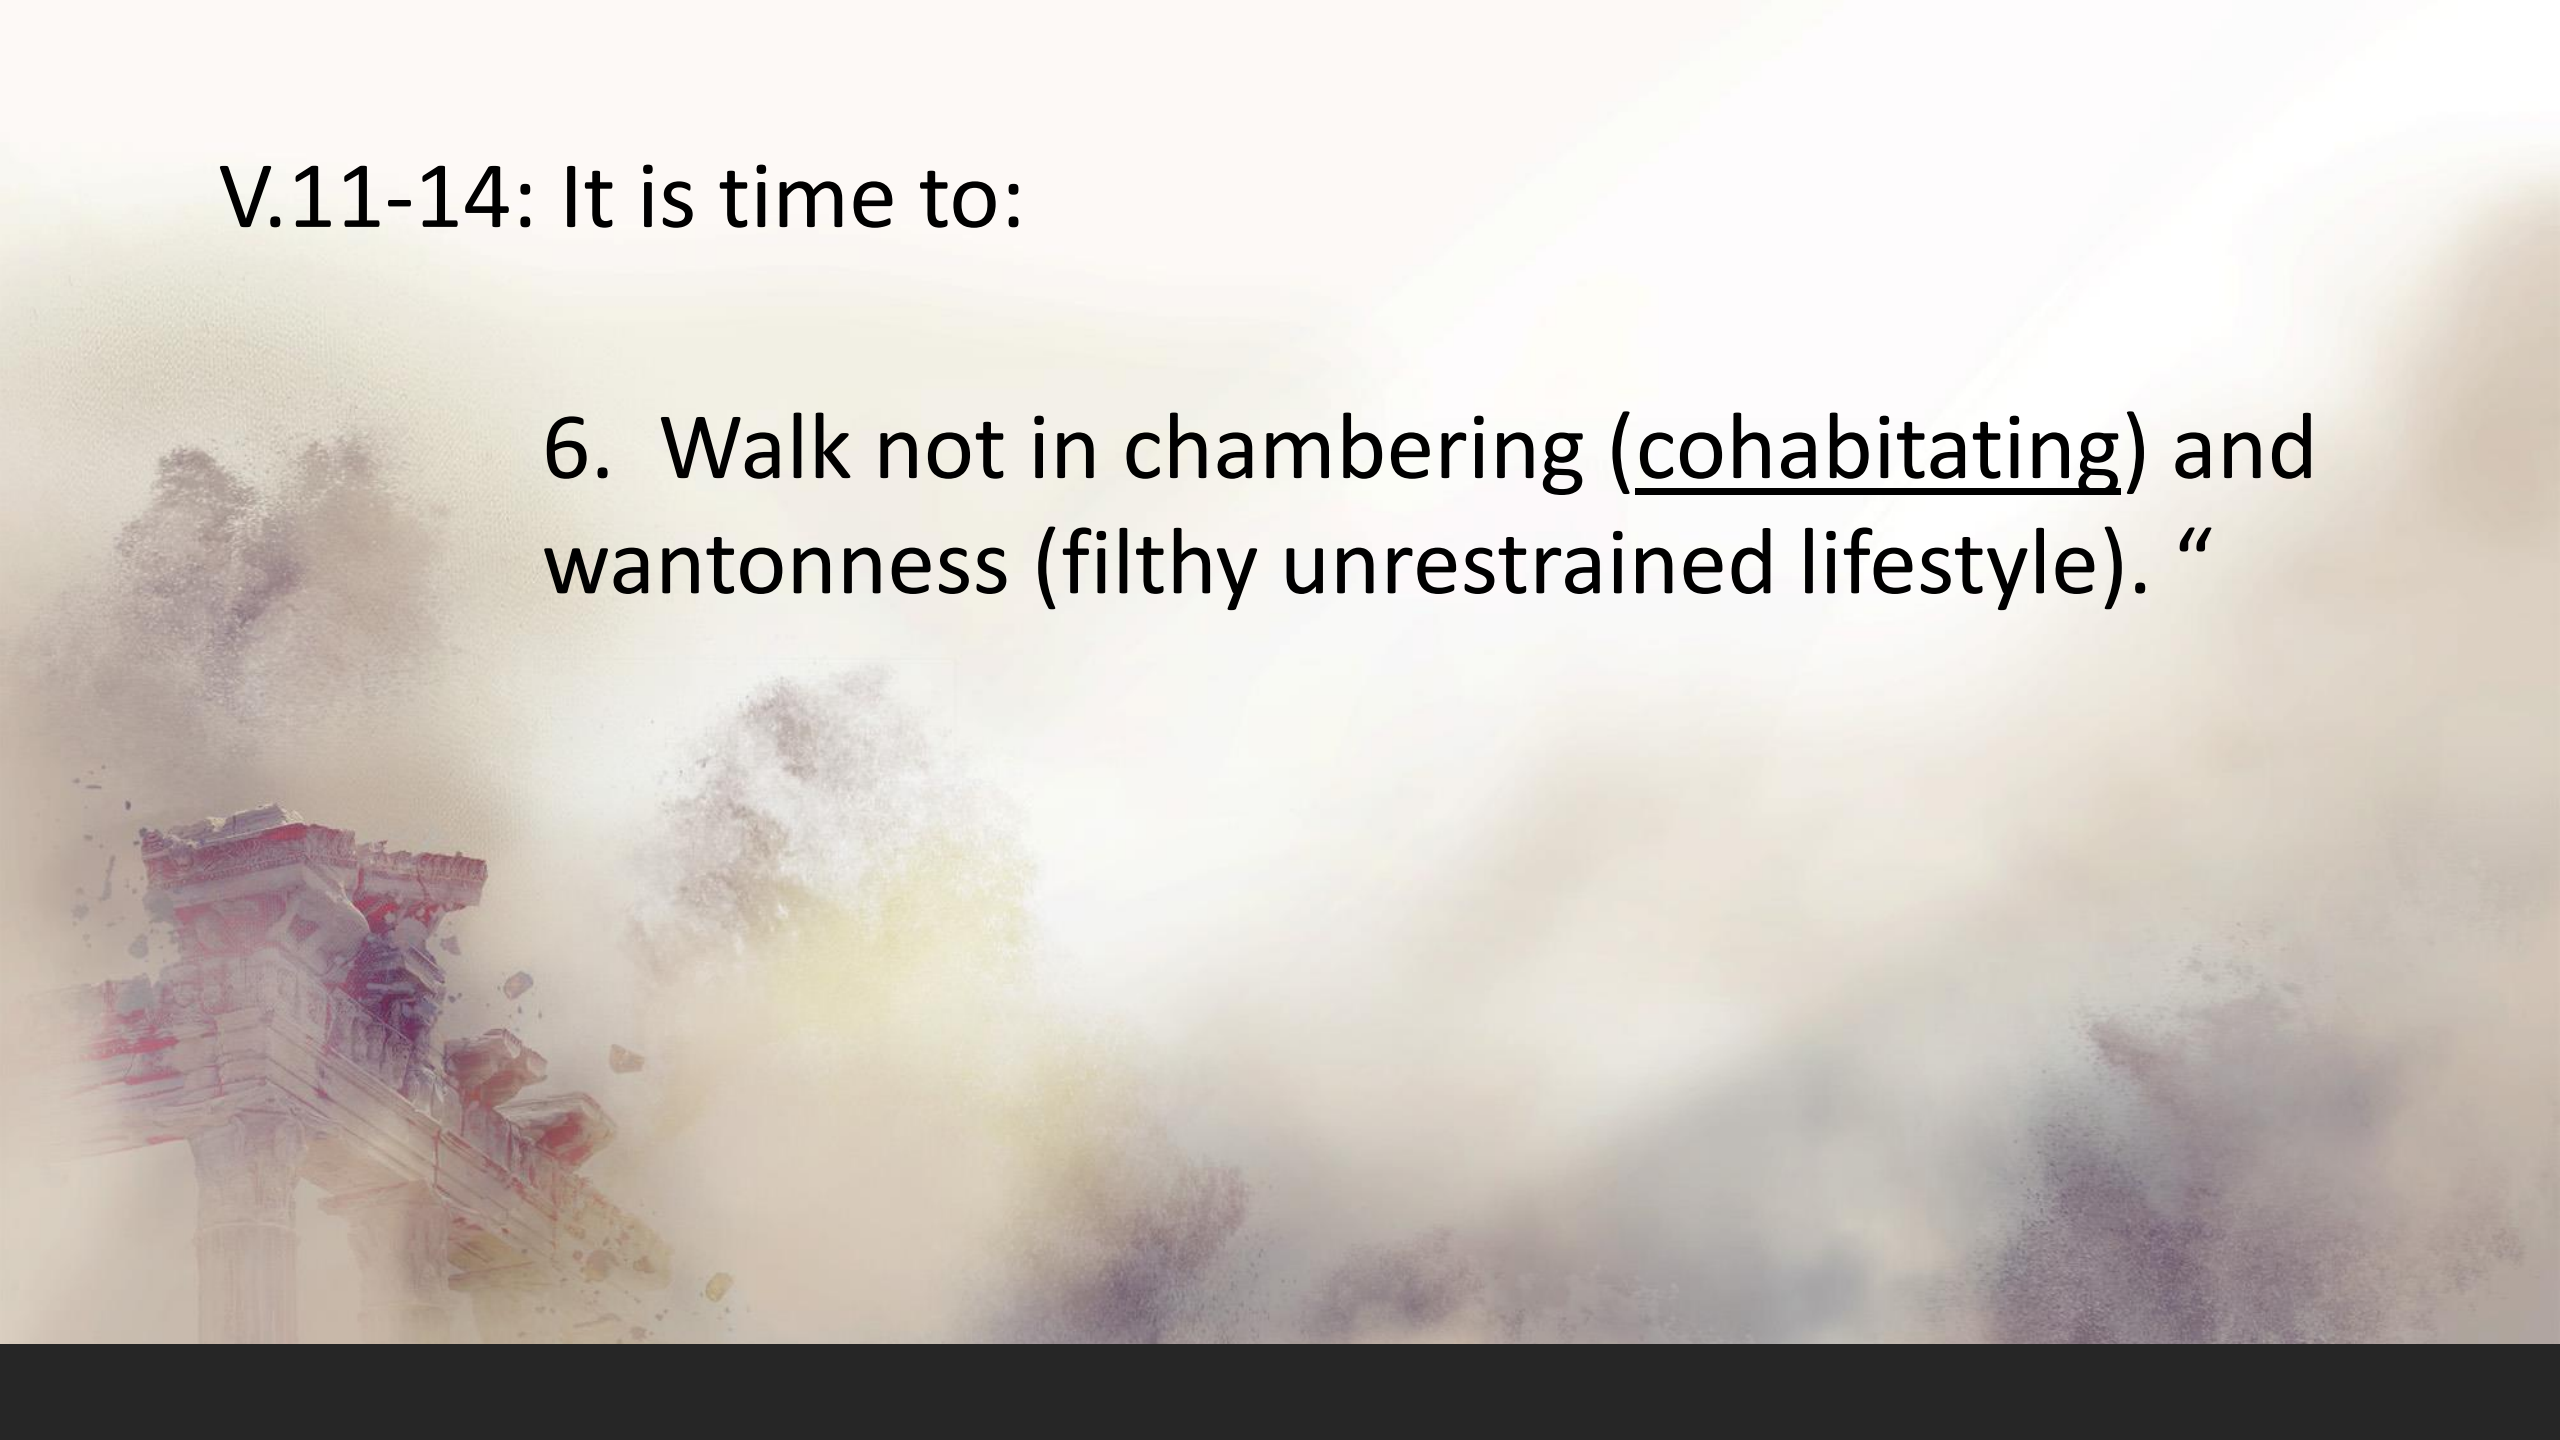 V.11-14: It is time to:
6. Walk not in chambering (cohabitating) and
wantonness (filthy unrestrained lifestyle). “